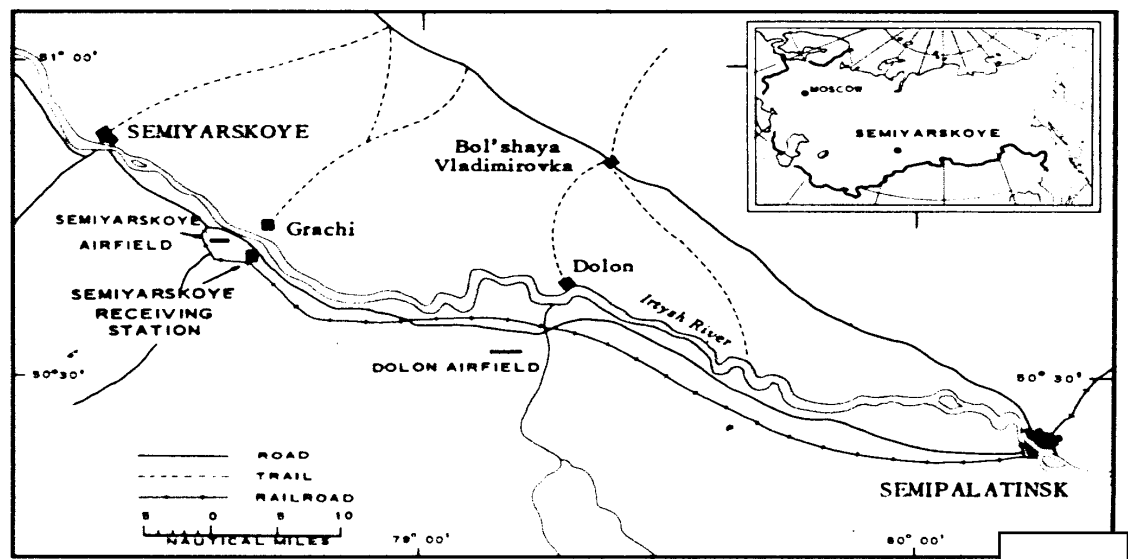 51° 00'
SEMIYARSKOYE
MOSCOW
SEMIYARSKOYE
Bol'shaya
Vladimirovka
SEMIYARSKOYE
AIRFIELD
Grachi
SEMIYARSKOYE
RECEIVING
STATION
Dolon
Irtysh River
DOLON AIRFIELD
50° 30'
50° 30'
ROAD
TRAIL
RAILROAD
5 0 5 10
NAUTICAL MILES
SEMIPALATINSK
79° 00'
80° 00'